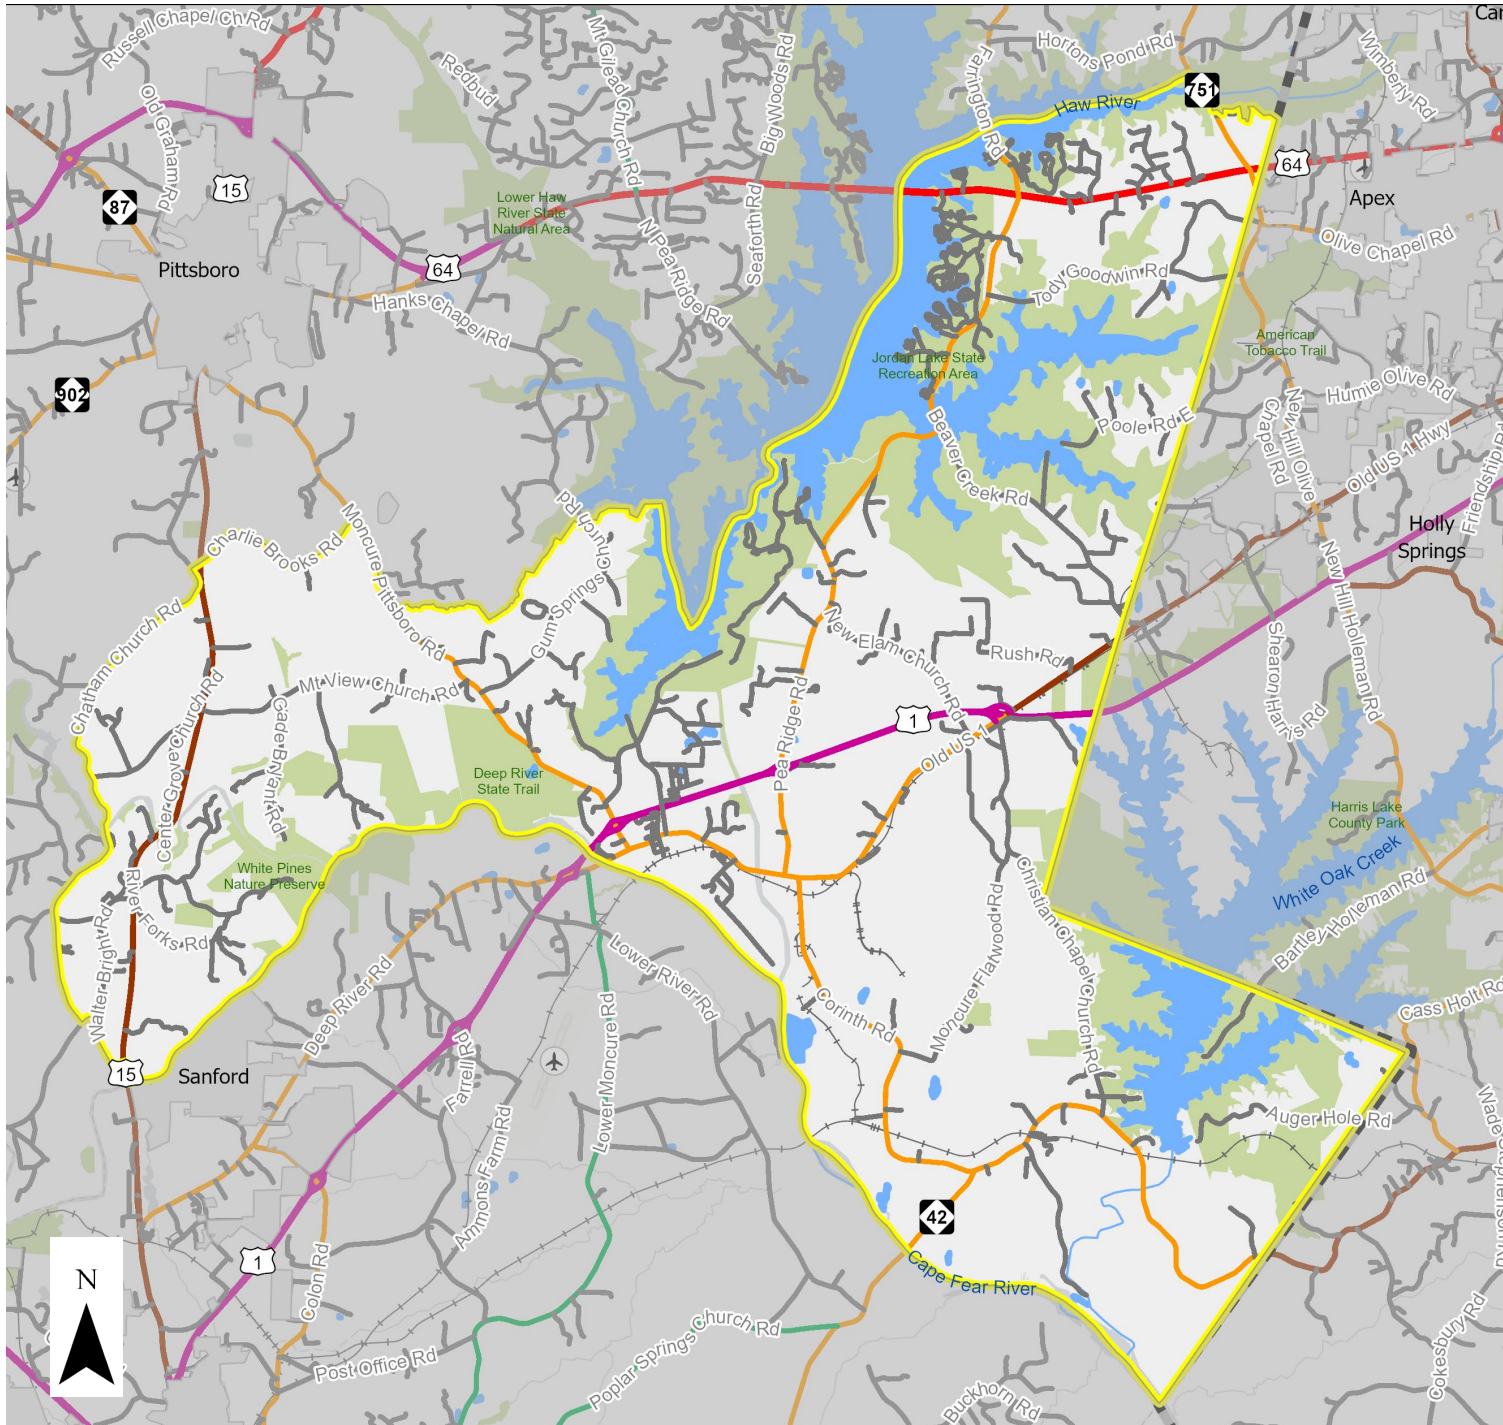 Car
Russell Chapel Ch Rd
Redbud
Mt Gilead Church Rd
Big Woods Rd
Farrington Rd
Hortons Pond Rd
Wimberly Rd
Haw River
751
Old Graham Rd
87
15
64
Apex
Lower Haw
River State
Natural Area
N Pea Ridge Rd
Seaforth Rd
Olive Chapel Rd
Pittsboro
64
Hanks Chapel Rd
Tody Goodwin Rd
American
Tobacco Trail
Jordan Lake State
Recreation Area
902
Humie Olive Rd
New Hill Olive
Chapel Rd
Poole Rd E
Beaver Creek Rd
Old US 1 Hwy
Friendship Rd
Holly
Springs
Moncure Pittsboro Rd
Charlie Brooks Rd
Gum Springs Church Rd
Chatham Church Rd
New Elam Church Rd
Rush Rd
Shearon Harris Rd
New Hill Holleman Rd
Mt View Church Rd
Center Grove Church Rd
Gade Bryant Rd
Pea Ridge Rd
1
Old US 1
Deep River
State Trail
Harris Lake
County Park
White Oak Creek
White Pines
Nature Preserve
River Forks Rd
Walter Bright Rd
Christian Chapel Church Rd
Moncure Flatwood Rd
Bartley Holleman Rd
Lower River Rd
Deep River Rd
Corinth Rd
Cass Holt Rd
15
Sanford
Farrell Rd
Lower Moncure Rd
Ammons Farm Rd
Auger Hole Rd
42
1
Cape Fear River
N
Colon Rd
Post Office Rd
Poplar Springs Church Rd
Buckhorn Rd
Cokesbury Rd